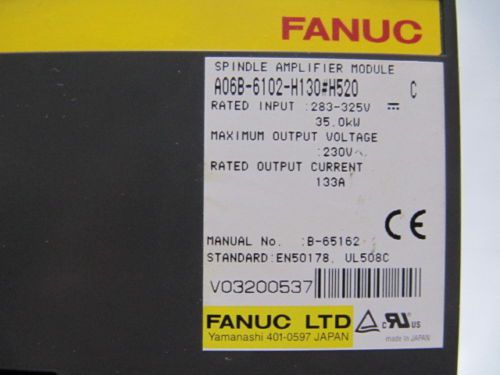 FANUC
SPINDLE AMPLIFIER MODULE
A06B-6102-H130#H520 C
RATED INPUT :283-325V
35.0kW
MAXIMUM OUTPUT VOLTAGE
:230V~
RATED OUTPUT CURRENT
133A
CE
MANUAL No. :B-65162
STANDARD:EN50178, UL508C
V03200537
FANUC LTD
Yamanashi 401-0597 JAPAN
C RU US
made in JAPAN